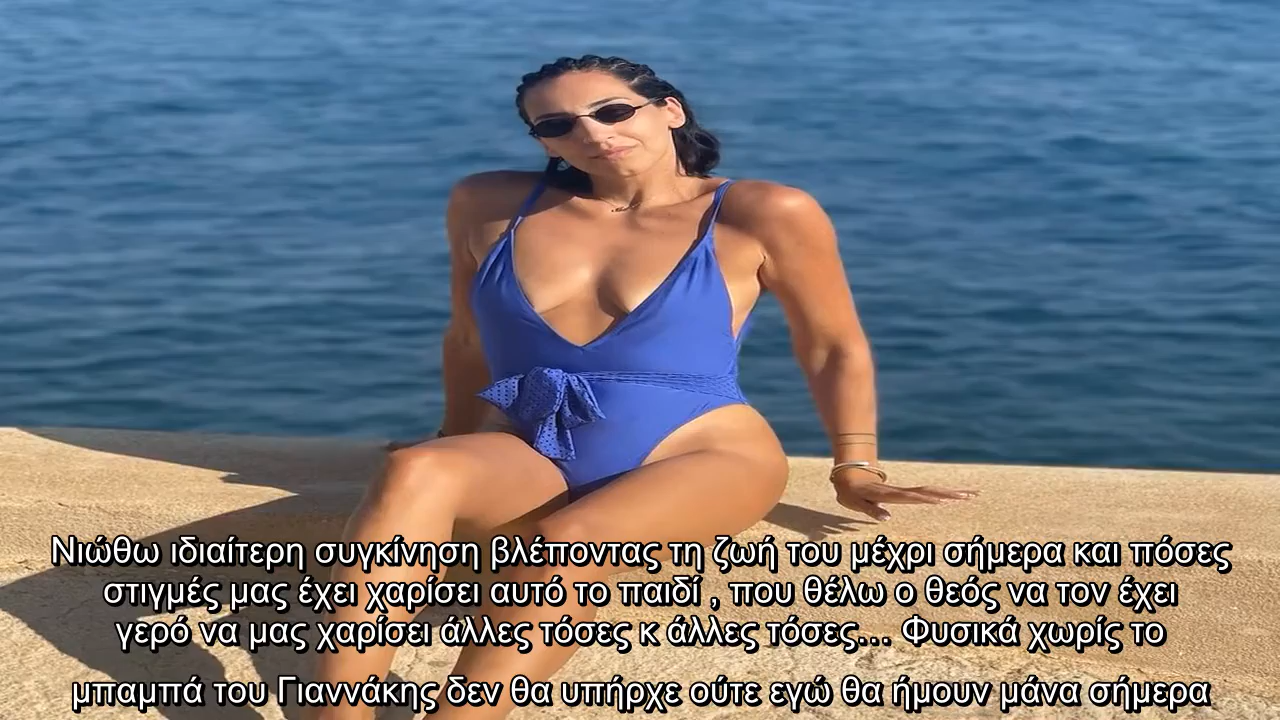 Νιώθω ιδιαίτερη συγκίνηση βλέποντας τη ζωή του μέχρι σήμερα και πόσες
στιγμές μας έχει χαρίσει αυτό το παιδί , που θέλω ο θεός να τον έχει
γερό να μας χαρίσει άλλες τόσες κ άλλες τόσες... Φυσικά χωρίς το
μπαμπά του Γιαννάκης δεν θα υπήρχε ούτε εγώ θα ήμουν μάνα σήμερα